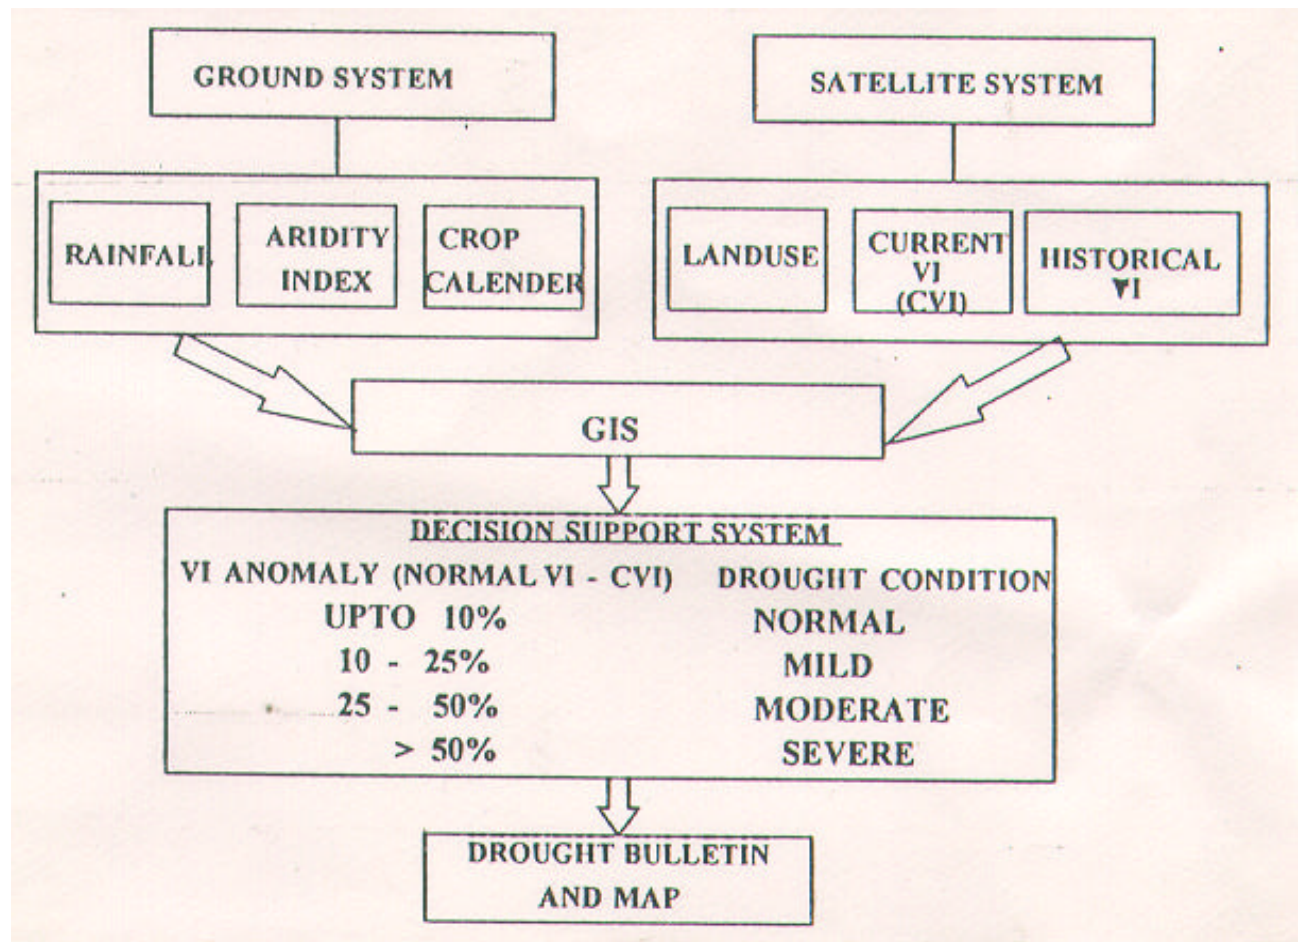 GROUND SYSTEM
SATELLITE SYSTEM
RAINFALL
ARIDITY
INDEX
CROP
CALENDER
LANDUSE
CURRENT
VI
(CVI)
HISTORICAL
VI
GIS
DECISION SUPPORT SYSTEM
VI ANOMALY (NORMAL VI - CVI) DROUGHT CONDITION
UPTO 10% NORMAL
10 - 25% MILD
25 - 50% MODERATE
> 50% SEVERE
DROUGHT BULLETIN
AND MAP